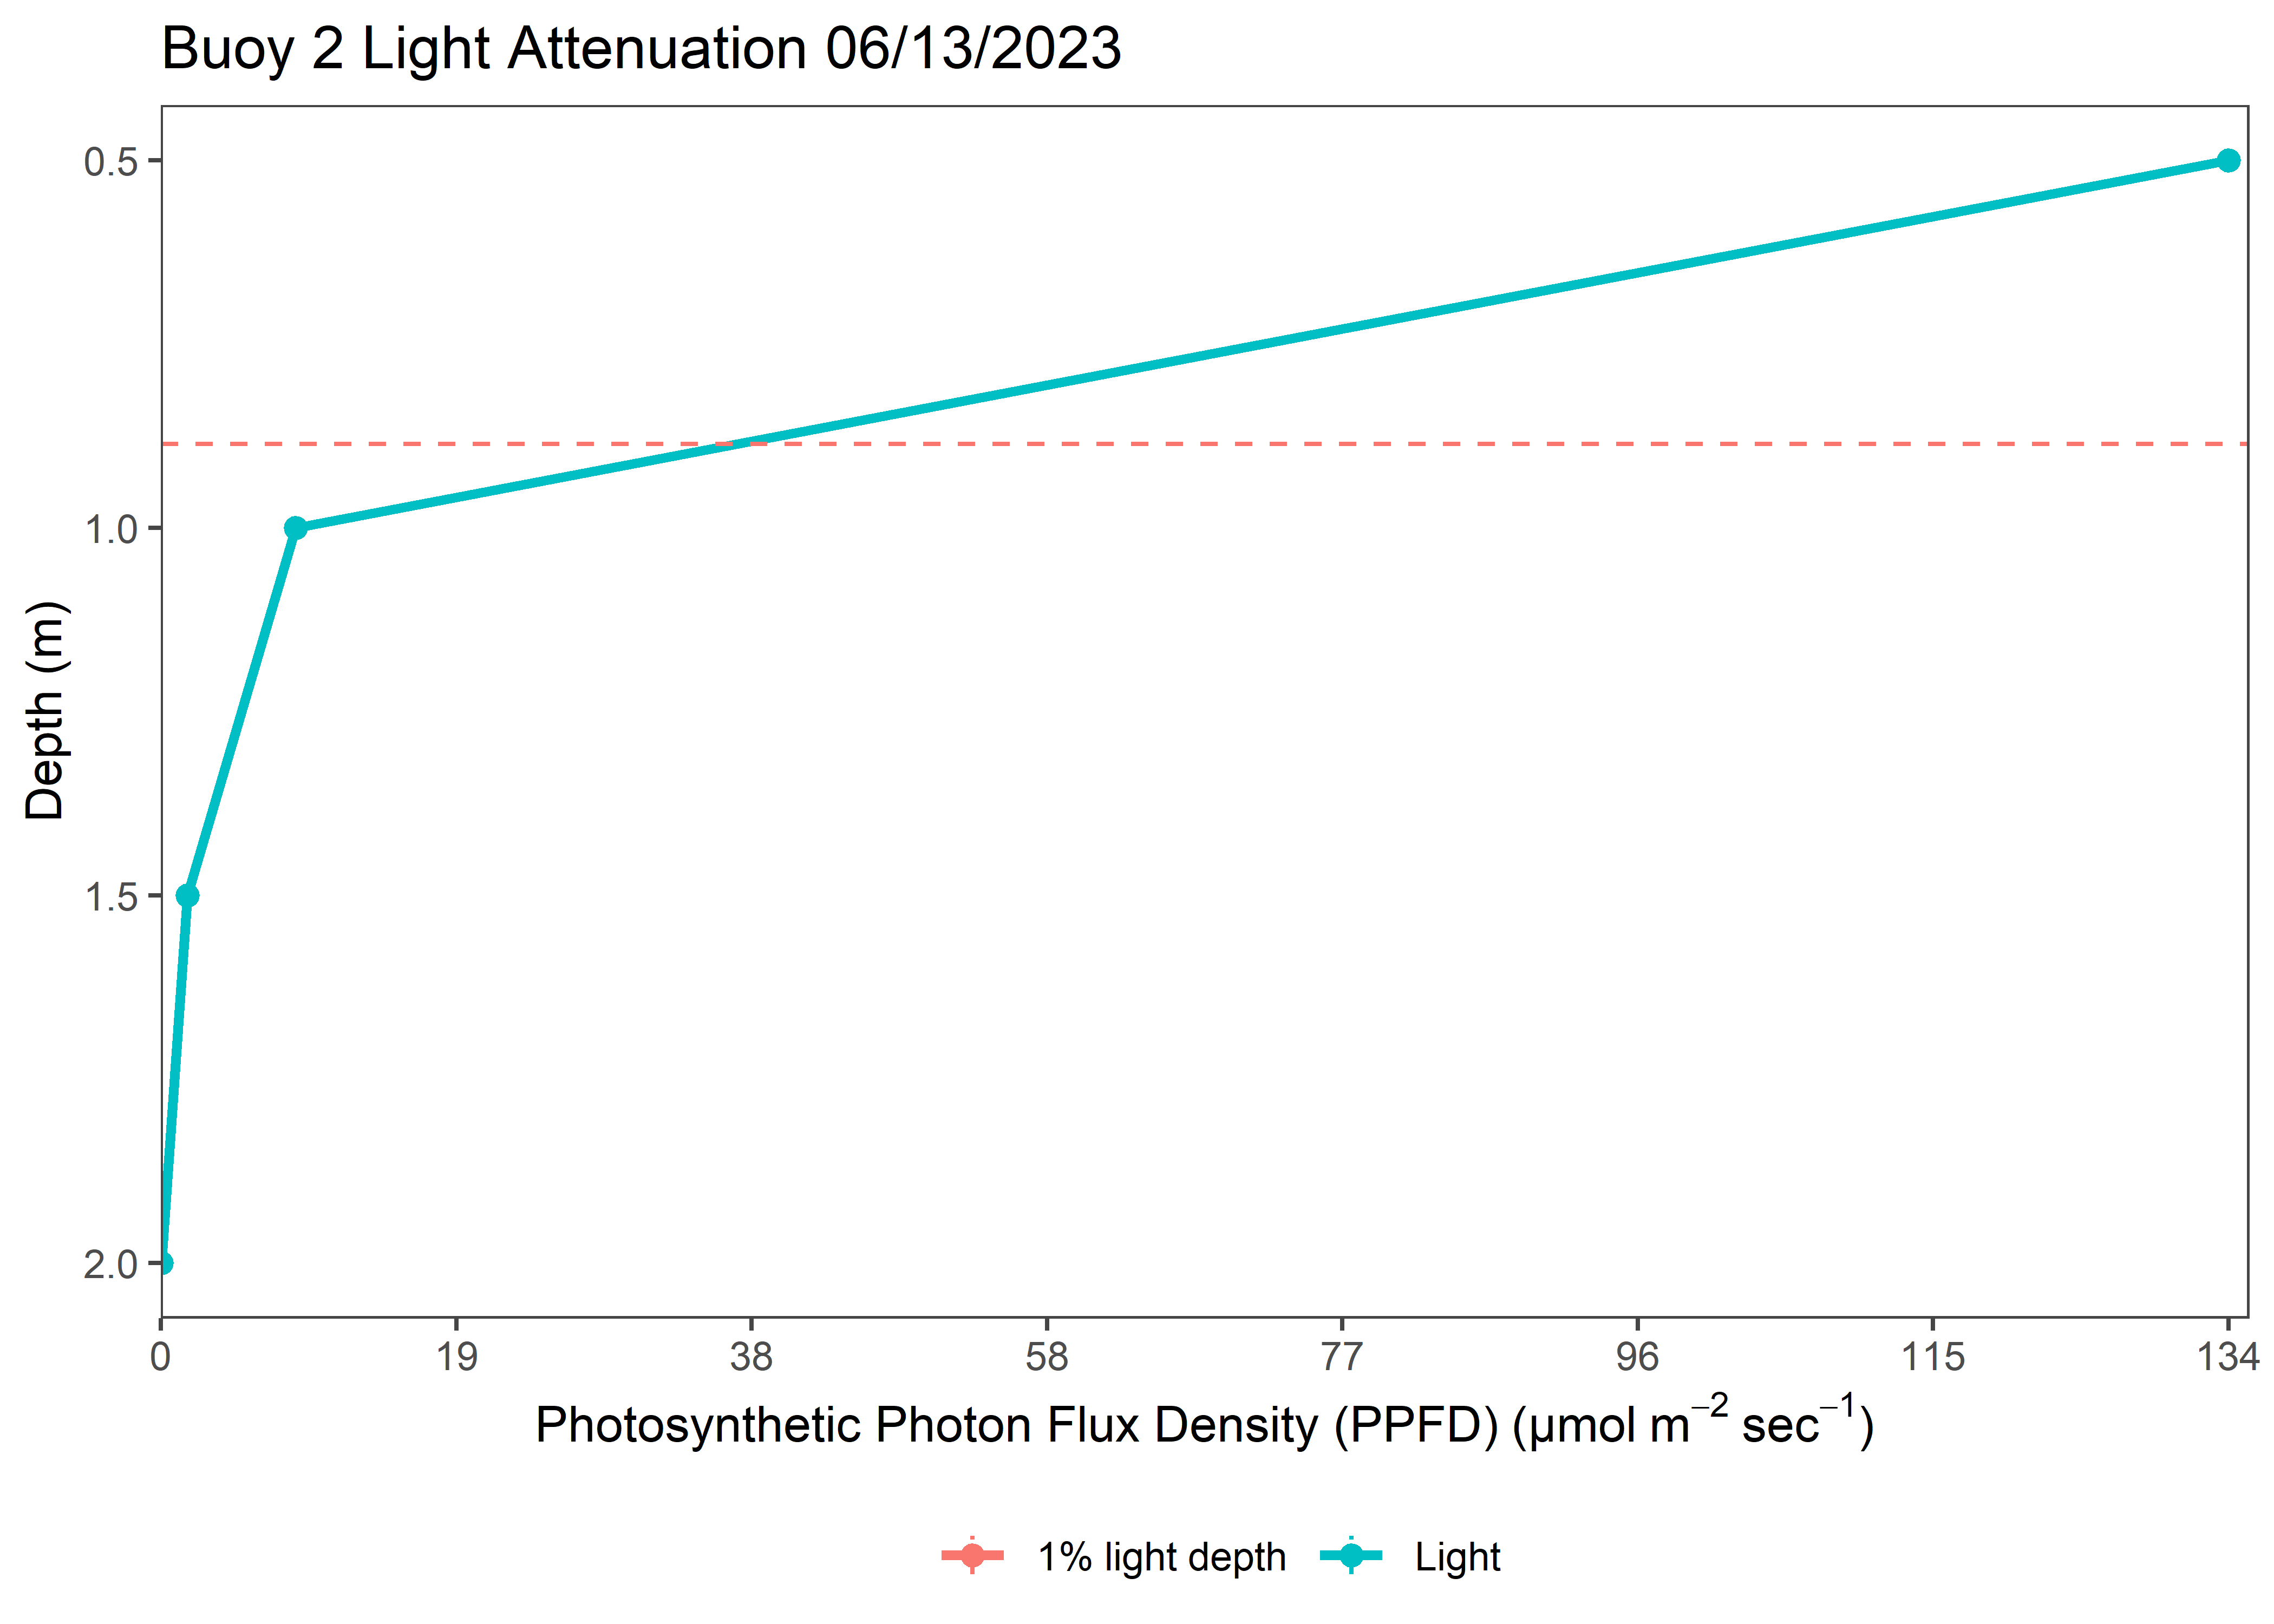 Buoy 2 Light Attenuation 06/13/2023
0.5
1.0
1.5
2.0
Depth (m)
0 19 38 58 77 96 115 134
Photosynthetic Photon Flux Density (PPFD) (µmol m⁻² sec⁻¹)
1% light depth Light